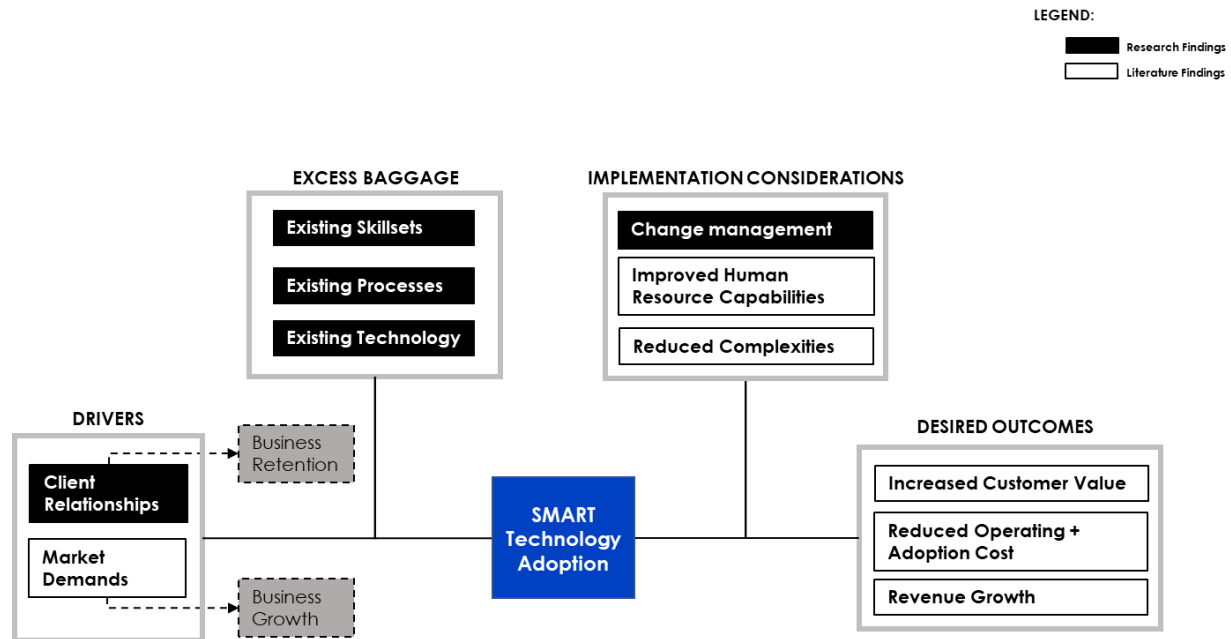 LEGEND:
Research Findings
Literature Findings
EXCESS BAGGAGE
Existing Skillsets
Existing Processes
Existing Technology
IMPLEMENTATION CONSIDERATIONS
Change management
Improved Human
Resource Capabilities
Reduced Complexities
DRIVERS
Client
Relationships
Market
Demands
Business
Retention
Business
Growth
SMART
Technology
Adoption
DESIRED OUTCOMES
Increased Customer Value
Reduced Operating +
Adoption Cost
Revenue Growth